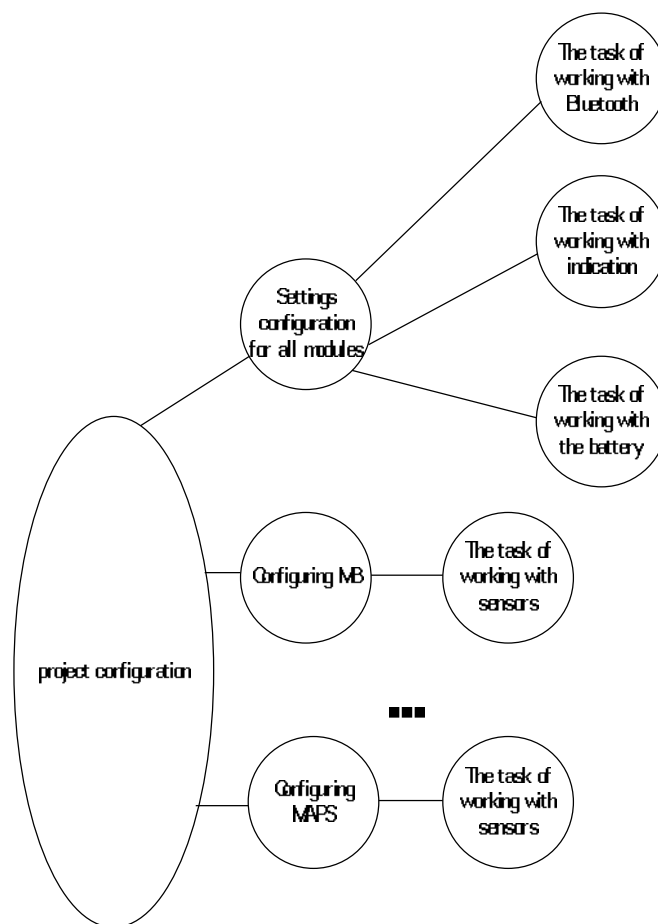 The task of
working with
Bluetooth
The task of
working with
indication
Settings
configuration
for all modules
The task of
working with
the battery
Configuring MB
The task of
working with
sensors
project configuration
Configuring
MAPS
The task of
working with
sensors